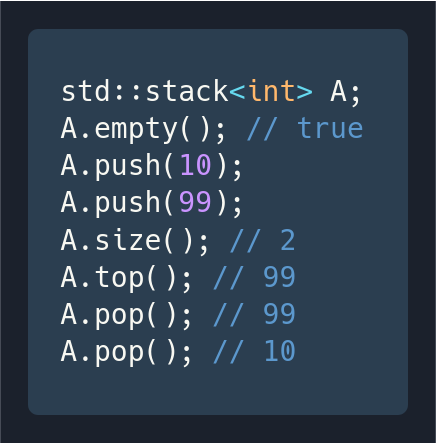 std::stack<int> A;
A.empty(); // true
A.push(10);
A.push(99);
A.size(); // 2
A.top(); // 99
A.pop(); // 99
A.pop(); // 10